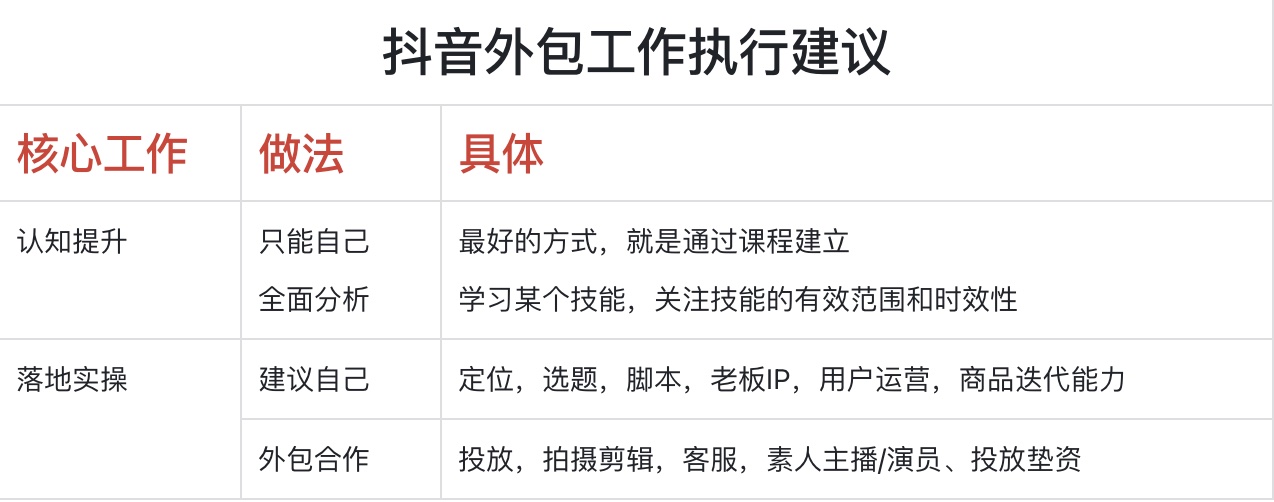 抖音外包工作执行建议
核心工作 做法 具体
认知提升 只能自己 最好的方式，就是通过课程建立
全面分析 学习某个技能，关注技能的有效范围和时效性
落地实操 建议自己 定位，选题，脚本，老板IP，用户运营，商品迭代能力
外包合作 投放，拍摄剪辑，客服，素人主播/演员、投放垫资